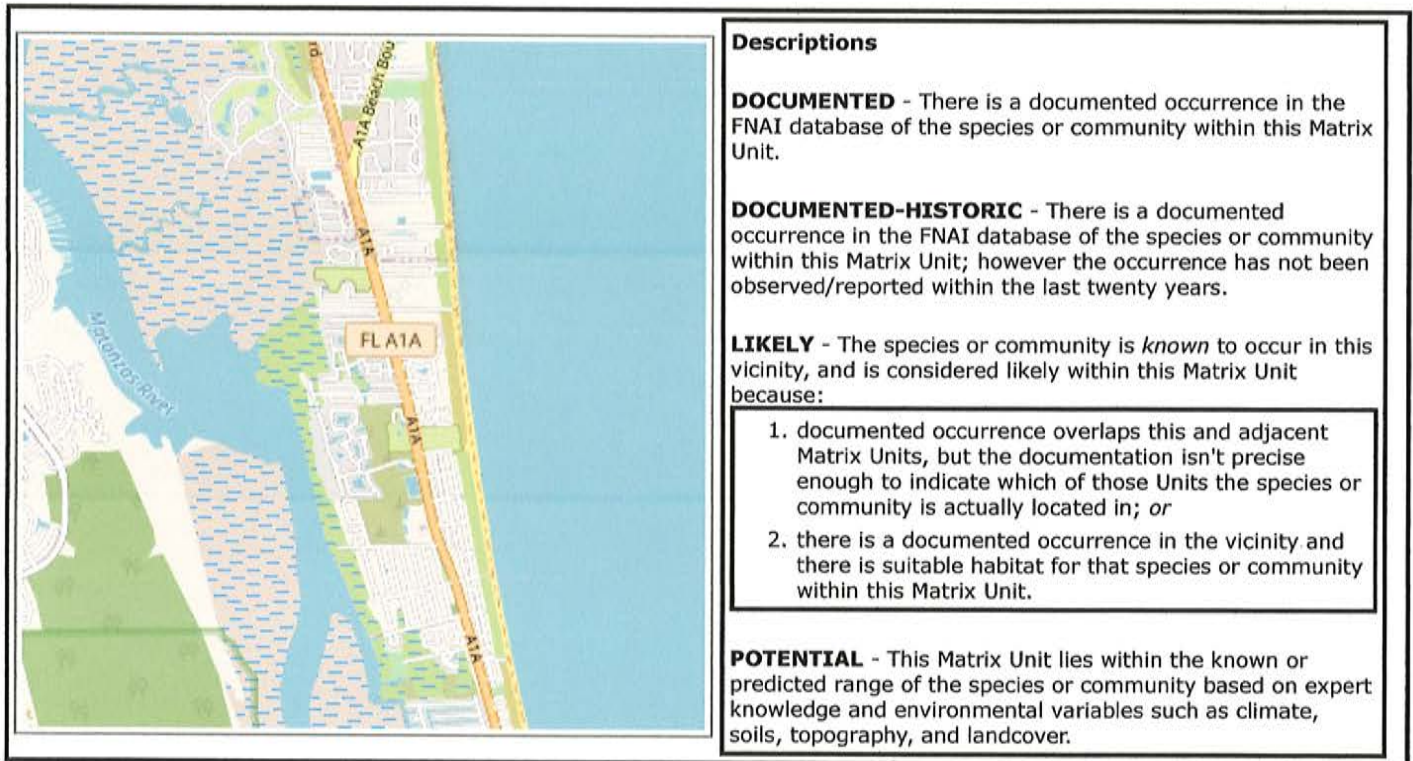 A1A Beach Bou
A1A
Matanzas River
FL A1A
A1A
A1A
Descriptions
DOCUMENTED - There is a documented occurrence in the
FNAI database of the species or community within this Matrix
Unit.
DOCUMENTED-HISTORIC - There is a documented
occurrence in the FNAI database of the species or community
within this Matrix Unit; however the occurrence has not been
observed/reported within the last twenty years.
LIKELY - The species or community is known to occur in this
vicinity, and is considered likely within this Matrix Unit
because:
1. documented occurrence overlaps this and adjacent
Matrix Units, but the documentation isn't precise
enough to indicate which of those Units the species or
community is actually located in; or
2. there is a documented occurrence in the vicinity and
there is suitable habitat for that species or community
within this Matrix Unit.
POTENTIAL - This Matrix Unit lies within the known or
predicted range of the species or community based on expert
knowledge and environmental variables such as climate,
soils, topography, and landcover.